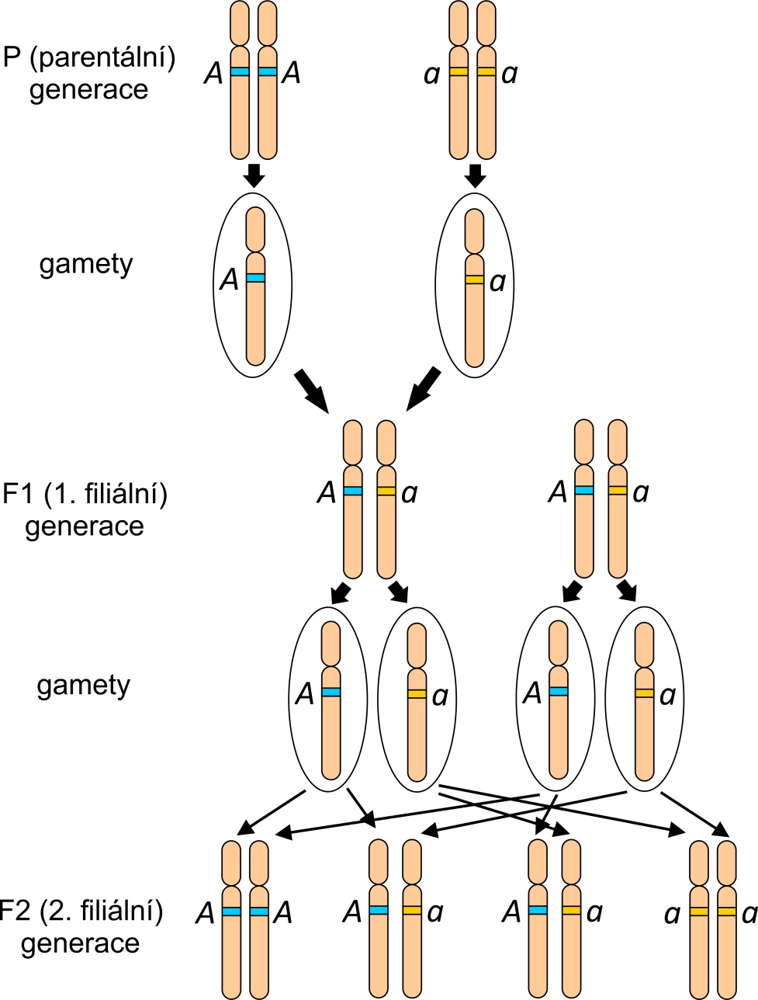 P (parentální)
generace
A A a a
gamety
A a
F1 (1. filiální)
generace
A a A a
gamety
A a A a
F2 (2. filiální)
generace
A A A a A a a a